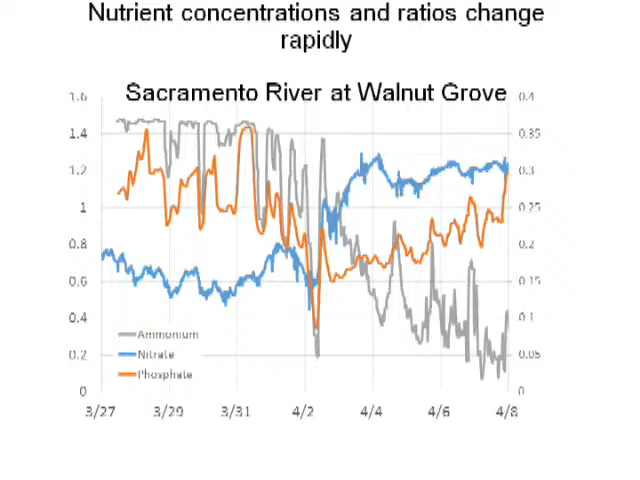 Nutrient concentrations and ratios change
rapidly
Sacramento River at Walnut Grove
1.6
1.4
1.2
1
0.8
0.6
0.4
0.2
0
0.4
0.35
0.3
0.25
0.2
0.15
0.1
0.05
0
Ammonium
Nitrate
Phosphate
3/27 3/29 3/31 4/2 4/4 4/6 4/8